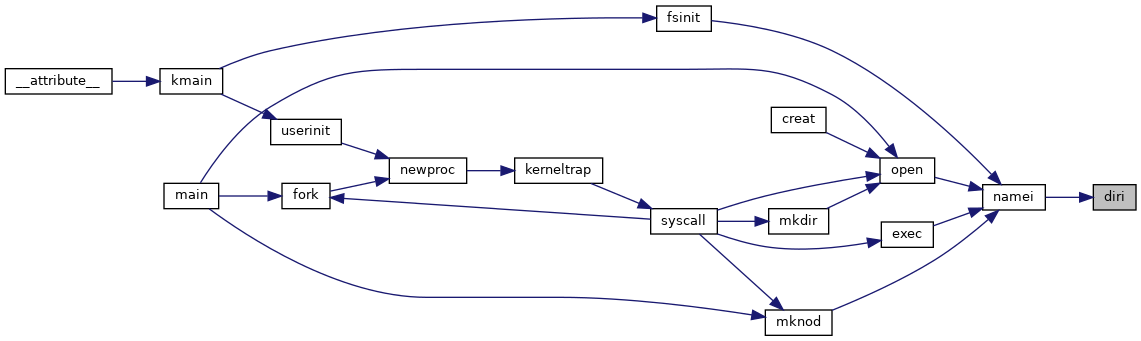 fsinit
__attribute__
kmain
creat
userinit
newproc
kerneltrap
open
main
fork
namei
diri
syscall
mkdir
exec
mknod